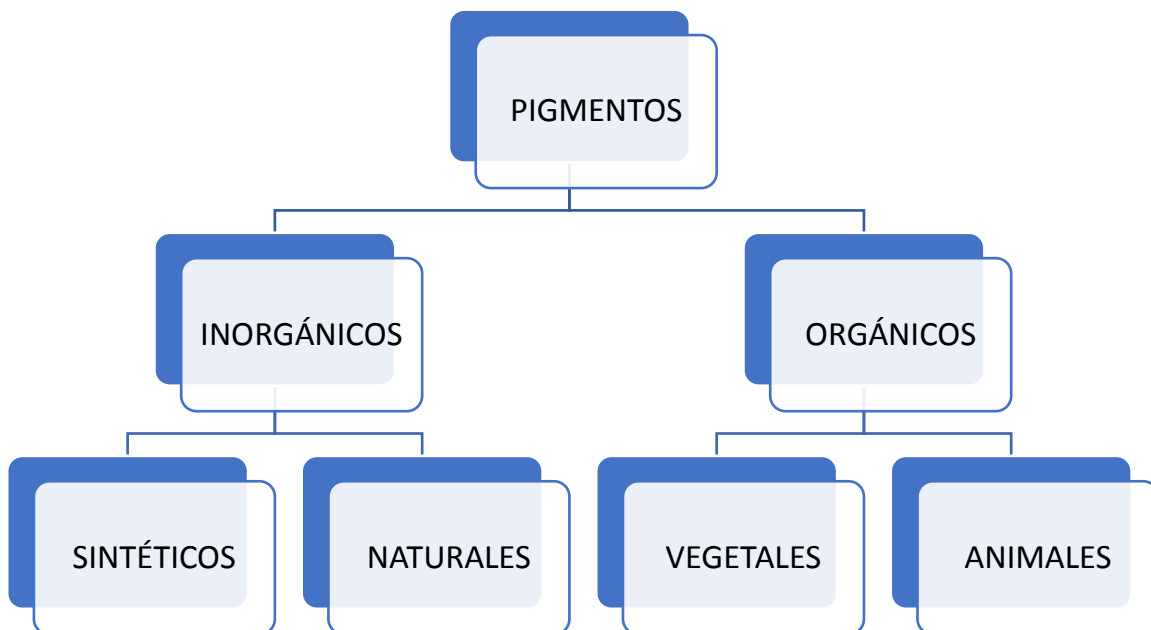 PIGMENTOS
INORGÁNICOS
ORGÁNICOS
SINTÉTICOS
NATURALES
VEGETALES
ANIMALES